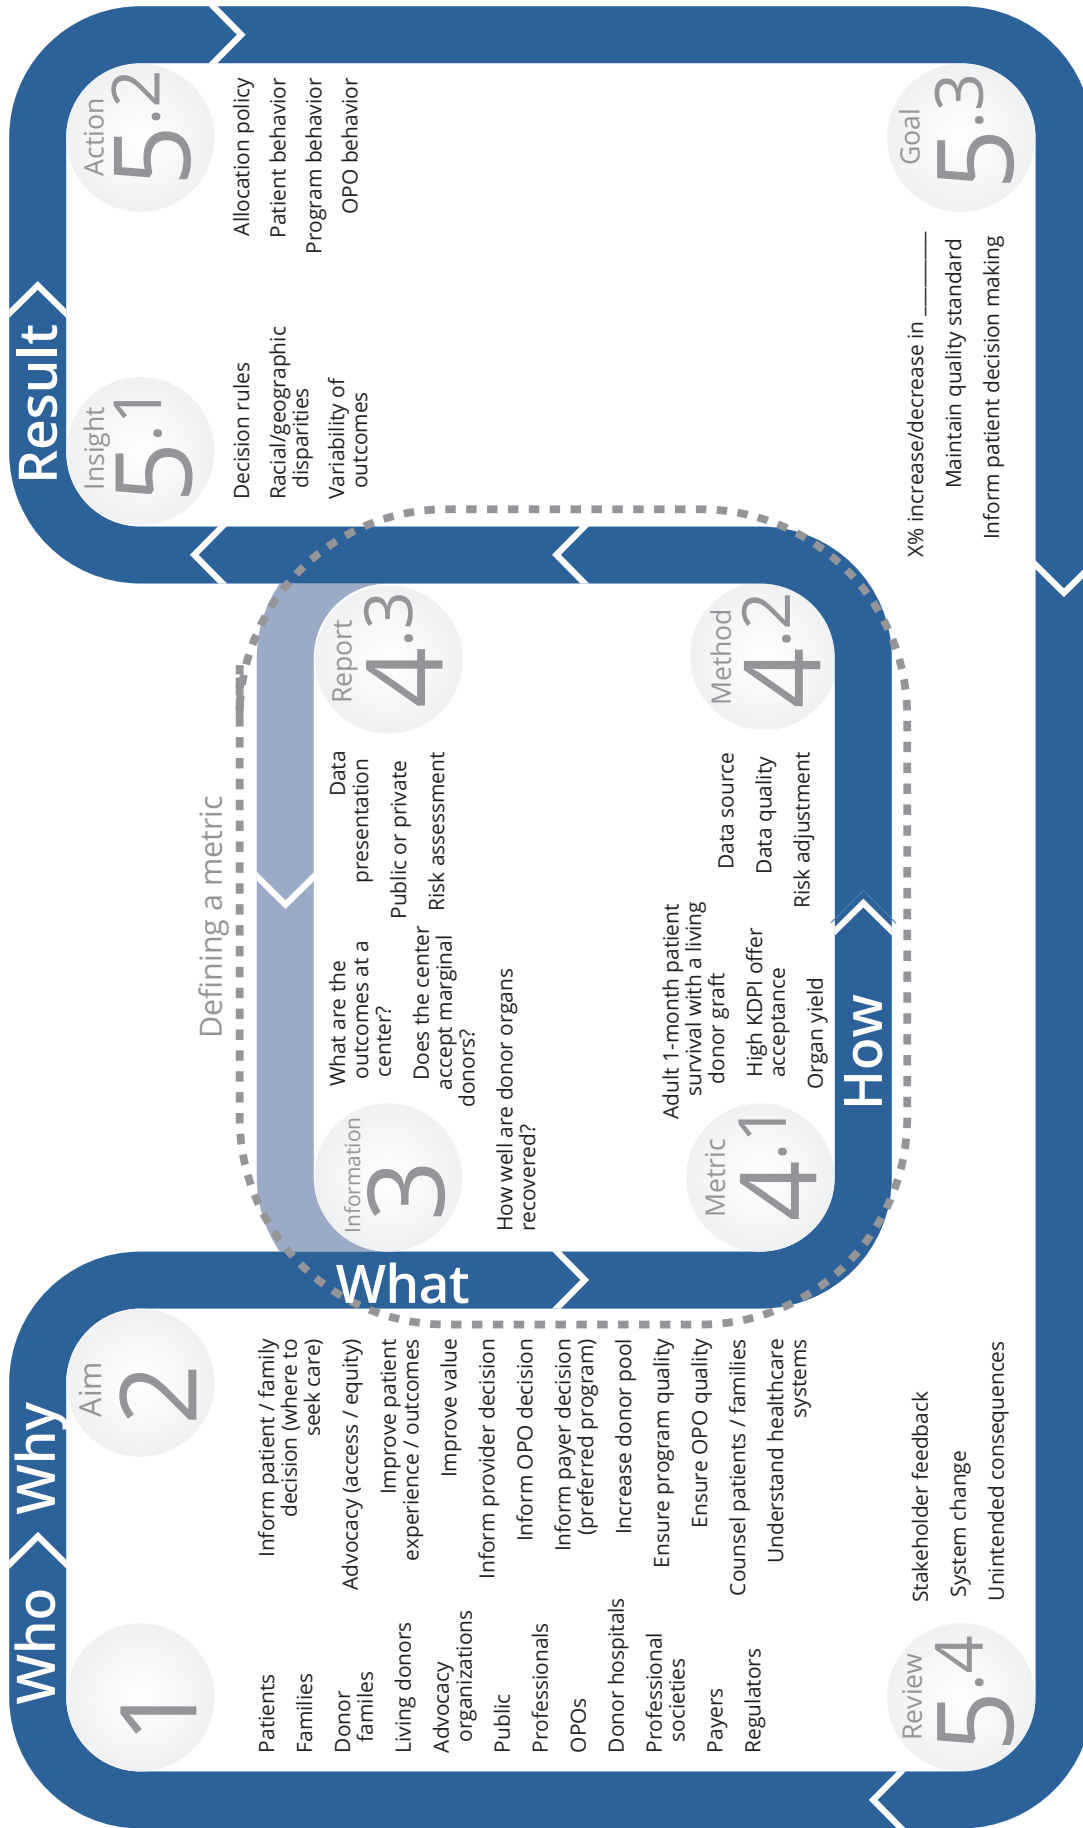 Who
Why
1
Patients
Families
Donor
familes
Living donors
Advocacy
organizations
Public
Professionals
OPOs
Donor hospitals
Professional
societies
Payers
Regulators
Aim
2
Inform patient / family
decision (where to
seek care)
Advocacy (access / equity)
Improve patient
experience / outcomes
Improve value
Inform provider decision
Inform OPO decision
Inform payer decision
(preferred program)
Increase donor pool
Ensure program quality
Ensure OPO quality
Counsel patients / families
Understand healthcare
systems
What
Defining a metric
Information
3
What are the
outcomes at a
center?
Does the center
accept marginal
donors?
How well are donor organs
recovered?
How
Metric
4.1
Adult 1-month patient
survival with a living
donor graft
High KDPI offer
acceptance
Organ yield
Method
4.2
Data source
Data quality
Risk adjustment
Report
4.3
Data
presentation
Public or private
Risk assessment
Result
Insight
5.1
Decision rules
Racial/geographic
disparities
Variability of
outcomes
Action
5.2
Allocation policy
Patient behavior
Program behavior
OPO behavior
Goal
5.3
X% increase/decrease in ________
Maintain quality standard
Inform patient decision making
Review
5.4
Stakeholder feedback
System change
Unintended consequences